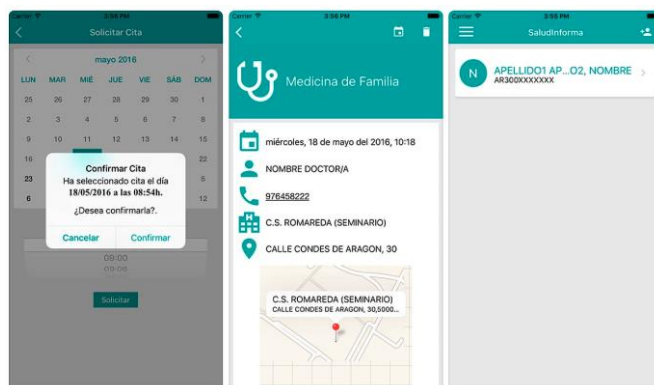 Carrier 3:56 PM
Solicitar Cita
mayo 2016
LUN MAR MIÉ JUE VIE SÁB DOM
25 26 27 28 29 30 1
2 3 4 5 6 7 8
9 10 11 12 13 14 15
16 22
23
6 12
Confirmar Cita
Ha seleccionado cita el día
18/05/2016 a las 08:54h.
¿Desea confirmarla?.
Cancelar Confirmar
09:00
09:06
Solicitar
Carrier 3:56 PM
Medicina de Familia
miércoles, 18 de mayo del 2016, 10:18
NOMBRE DOCTOR/A
976458222
C.S. ROMAREDA (SEMINARIO)
CALLE CONDES DE ARAGON, 30
C.S. ROMAREDA (SEMINARIO)
CALLE CONDES DE ARAGON, 30,5000...
Carrier 3:55 PM
SaludInforma
N
APELLIDO1 AP...O2, NOMBRE
AR300XXXXXXX